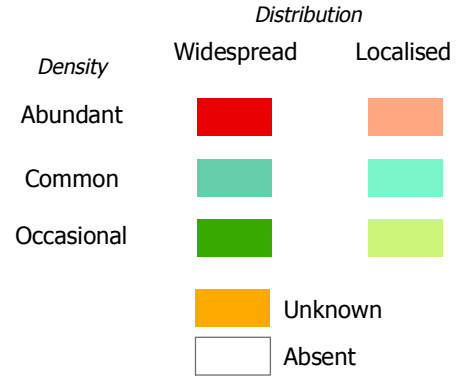 Distribution
Widespread Localised
Density
Abundant
Common
Occasional
Unknown
Absent